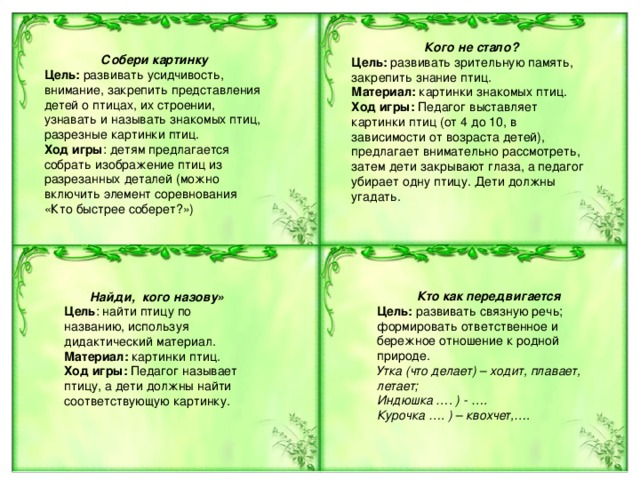 Собери картинку
Цель: развивать усидчивость,
внимание, закрепить представления
детей о птицах, их строении,
узнавать и называть знакомых птиц,
разрезные картинки птиц.
Ход игры: детям предлагается
собрать изображение птиц из
разрезанных деталей (можно
включить элемент соревнования
«Кто быстрее соберет?»)
Кого не стало?
Цель: развивать зрительную память,
закрепить знание птиц.
Материал: картинки знакомых птиц.
Ход игры: Педагог выставляет
картинки птиц (от 4 до 10, в
зависимости от возраста детей),
предлагает внимательно рассмотреть,
затем дети закрывают глаза, а педагог
убирает одну птицу. Дети должны
угадать.
Найди, кого назову»
Цель: найти птицу по
названию, используя
дидактический материал.
Материал: картинки птиц.
Ход игры: Педагог называет
птицу, а дети должны найти
соответствующую картинку.
Кто как передвигается
Цель: развивать связную речь;
формировать ответственное и
бережное отношение к родной
природе.
Утка (что делает) – ходит, плавает,
летает;
Индюшка …. ) - ….
Курочка …. ) – квохчет,….